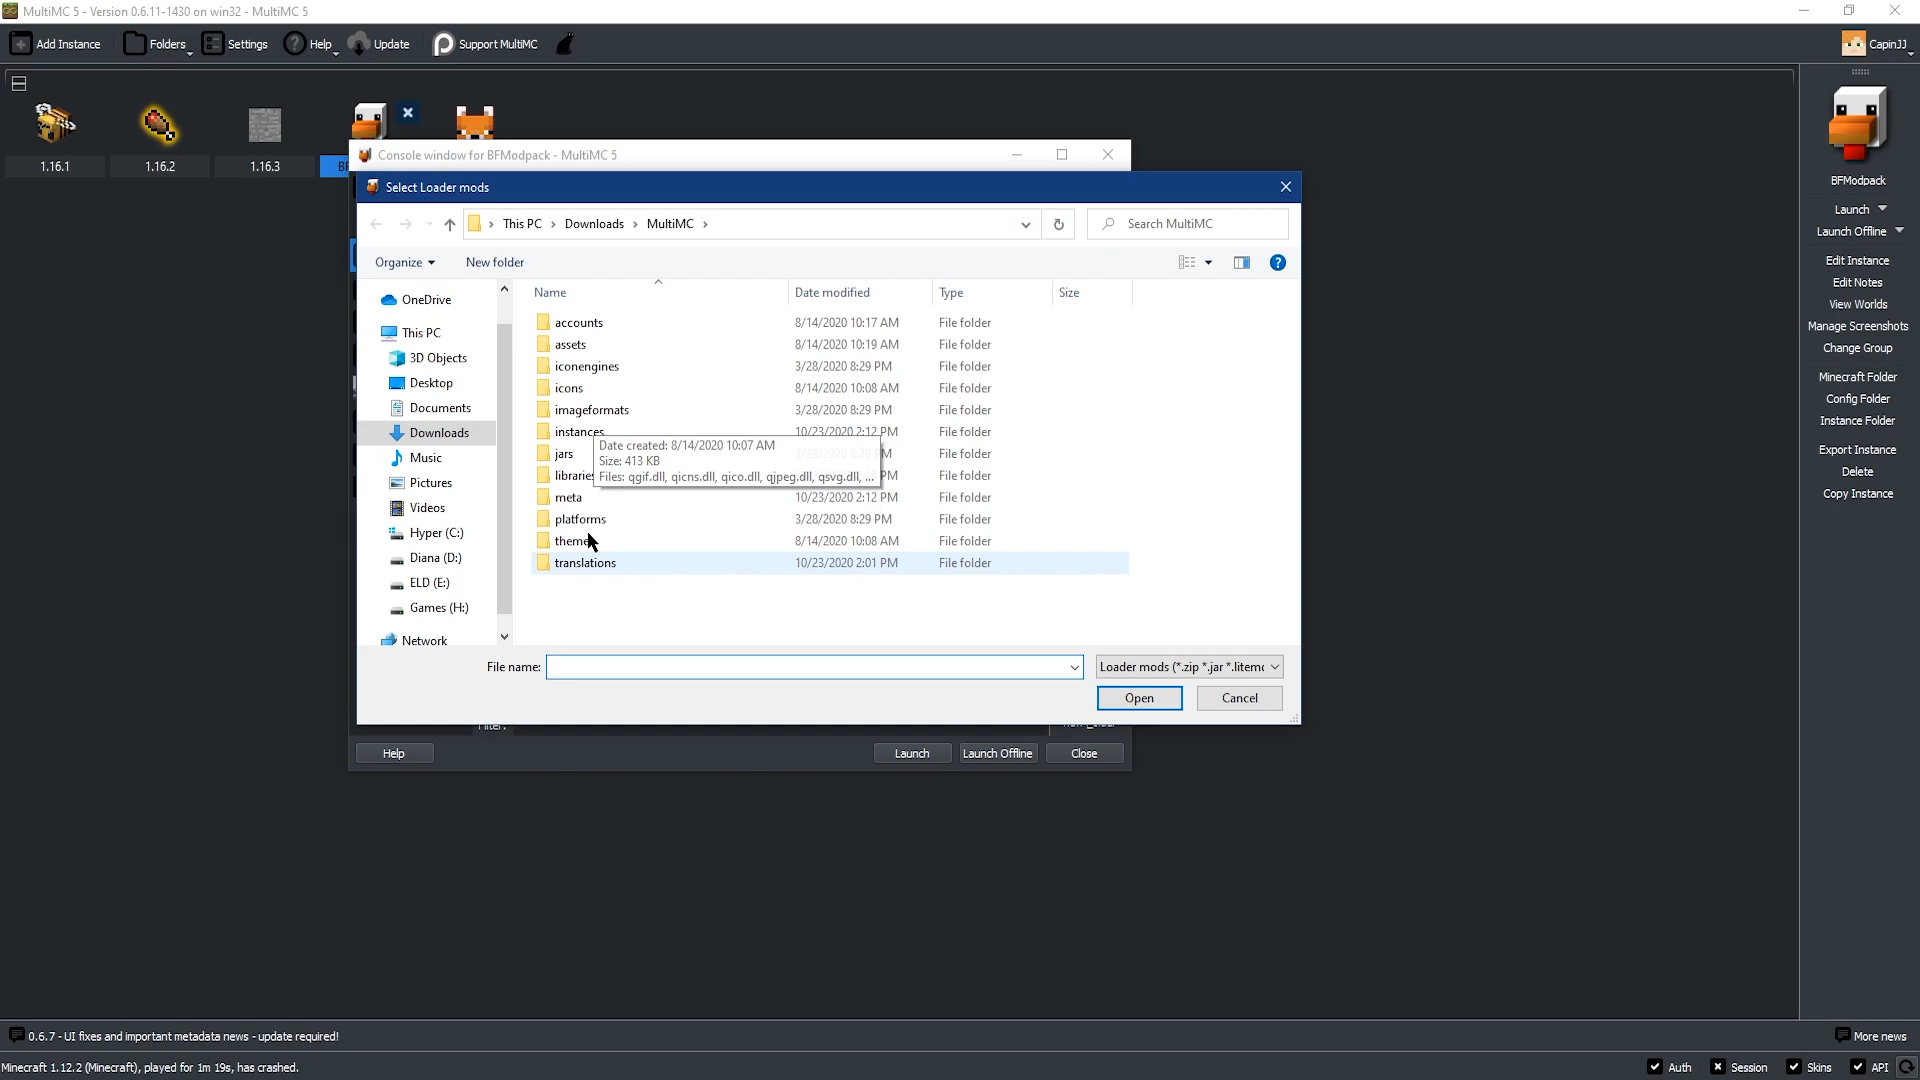 MultiMC 5 - Version 0.6.11-1430 on win32 - MultiMC 5
Add Instance Folders Settings Help Update Support MultiMC CapinJJ
1.16.1 1.16.2 1.16.3
Console window for BFModpack - MultiMC 5
Select Loader mods
This PC > Downloads > MultiMC >
Search MultiMC
Organize New folder
Name Date modified Type Size
OneDrive
This PC
3D Objects
Desktop
Documents
Downloads
Music
Pictures
Videos
Hyper (C:)
Diana (D:)
ELD (E:)
Games (H:)
Network
accounts 8/14/2020 10:17 AM File folder
assets 8/14/2020 10:19 AM File folder
iconengines 3/28/2020 8:29 PM File folder
icons 8/14/2020 10:08 AM File folder
imageformats 3/28/2020 8:29 PM File folder
instances 10/23/2020 2:12 PM File folder
jars File folder
libraries PM File folder
meta 10/23/2020 2:12 PM File folder
platforms 3/28/2020 8:29 PM File folder
theme 8/14/2020 10:08 AM File folder
translations 10/23/2020 2:01 PM File folder
Date created: 8/14/2020 10:07 AM
Size: 413 KB
Files: qgif.dll, qicns.dll, qico.dll, qjpeg.dll, qsvg.dll, ...
File name: Loader mods (*.zip *.jar *.litemo
Open Cancel
Help Launch Launch Offline Close
BFModpack
Launch
Launch Offline
Edit Instance
Edit Notes
View Worlds
Manage Screenshots
Change Group
Minecraft Folder
Config Folder
Instance Folder
Export Instance
Delete
Copy Instance
0.6.7 - UI fixes and important metadata news - update required! More news
Minecraft 1.12.2 (Minecraft), played for 1m 19s, has crashed. Auth Session Skins API